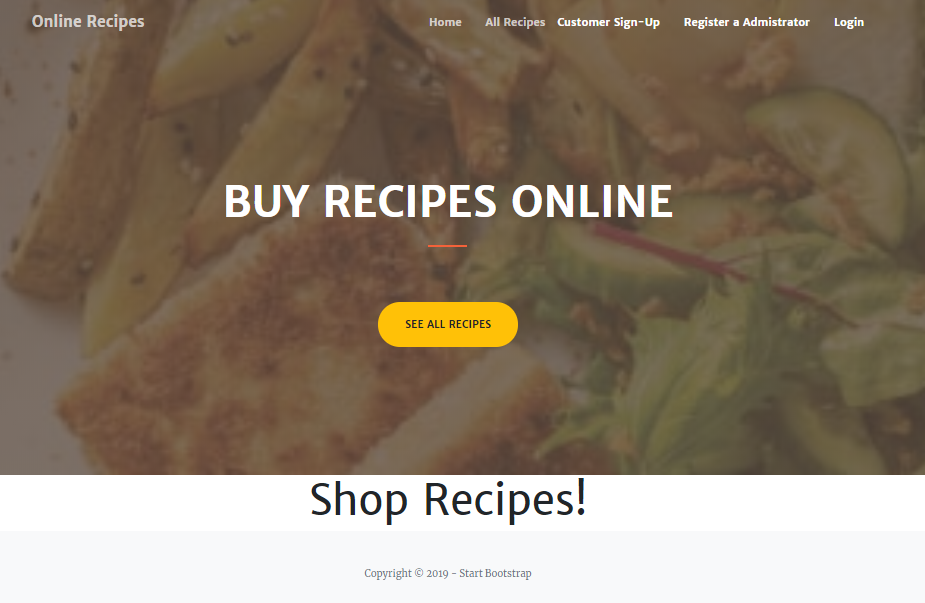 Online Recipes
Home All Recipes Customer Sign-Up Register a Admistrator Login
BUY RECIPES ONLINE
SEE ALL RECIPES
Shop Recipes!
Copyright © 2019 - Start Bootstrap